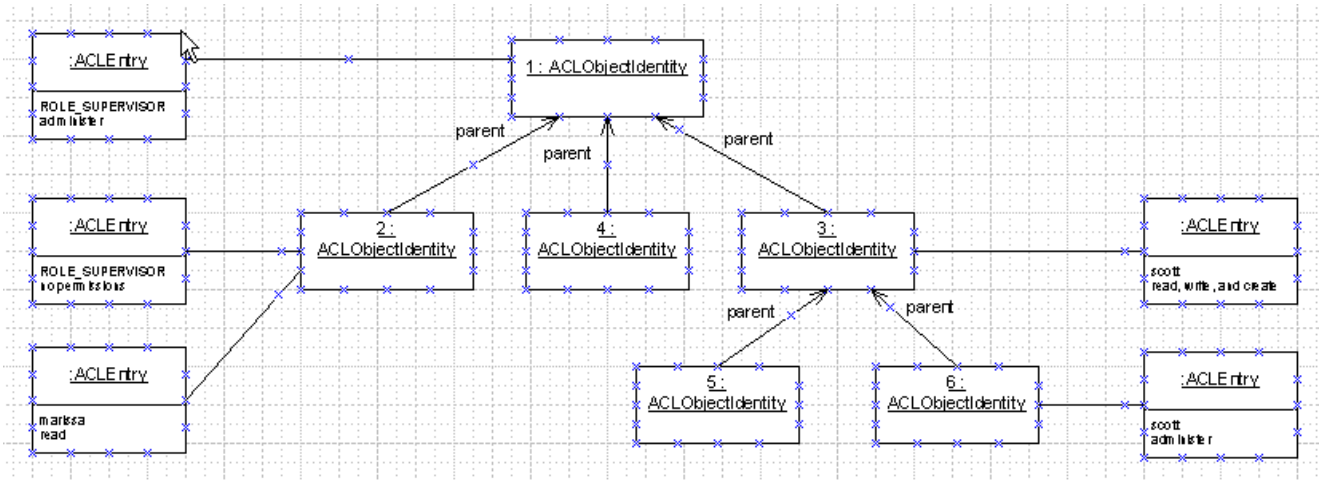 :ACLEntry
ROLE_SUPERVISOR
administer
1: ACLObjectIdentity
parent
parent
parent
:ACLEntry
ROLE_SUPERVISOR
no permissions
2:
ACLObjectIdentity
4:
ACLObjectIdentity
3:
ACLObjectIdentity
:ACLEntry
scott
read, write, and create
:ACLEntry
marissa
read
parent
parent
5:
ACLObjectIdentity
6:
ACLObjectIdentity
:ACLEntry
scott
administer